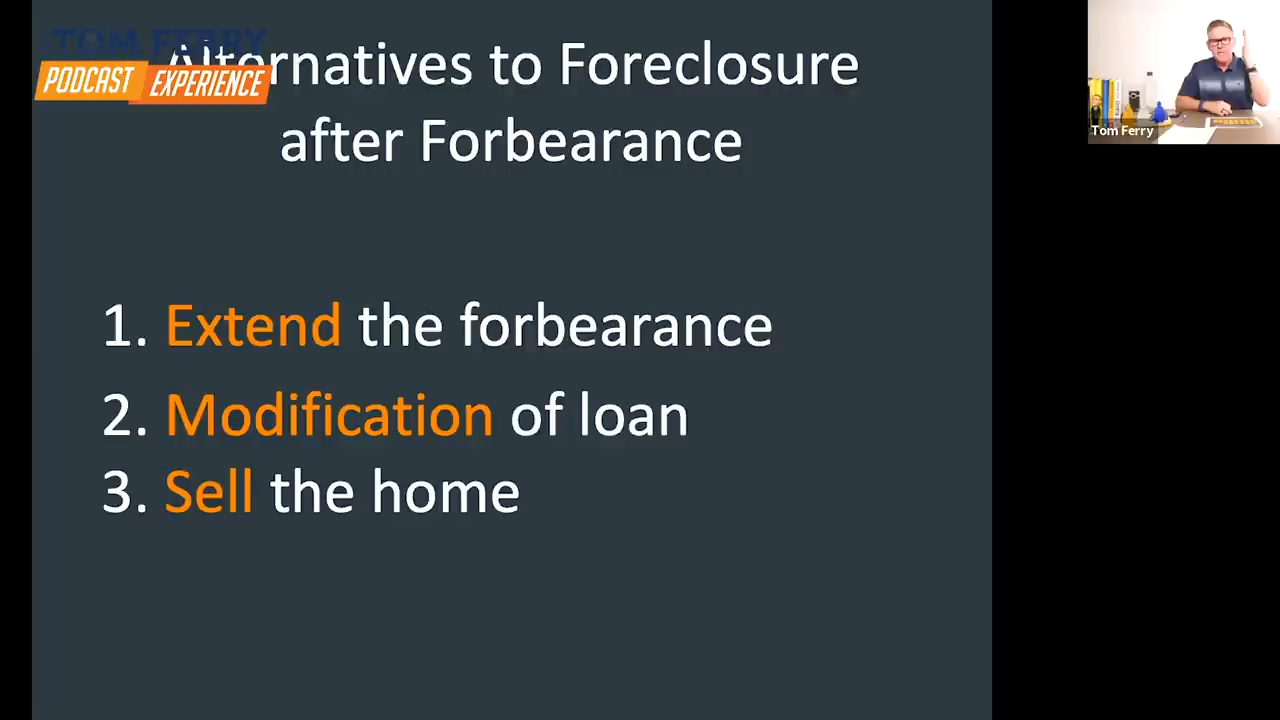 TOM FERRY
PODCAST EXPERIENCE
Alternatives to Foreclosure
after Forbearance
1. Extend the forbearance
2. Modification of loan
3. Sell the home
Tom Ferry